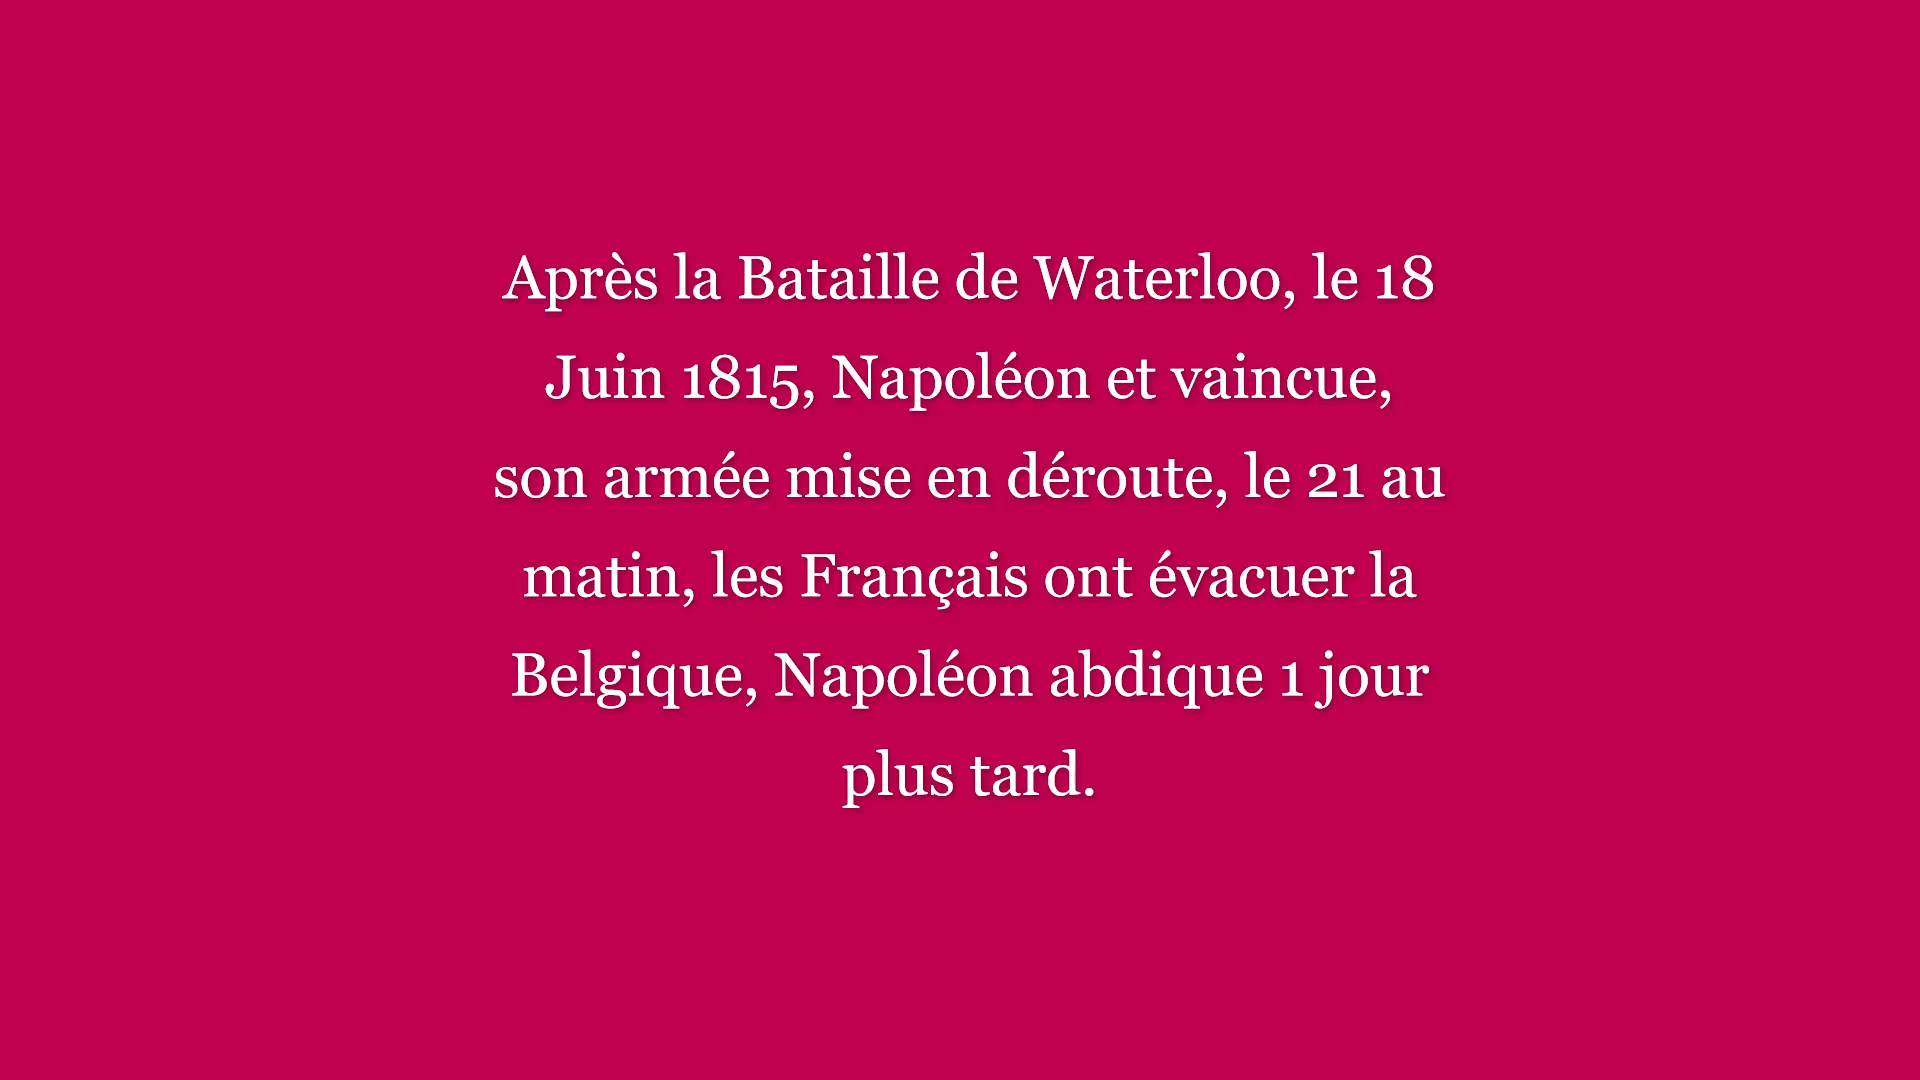 Après la Bataille de Waterloo, le 18
Juin 1815, Napoléon et vaincue,
son armée mise en déroute, le 21 au
matin, les Français ont évacuer la
Belgique, Napoléon abdique 1 jour
plus tard.